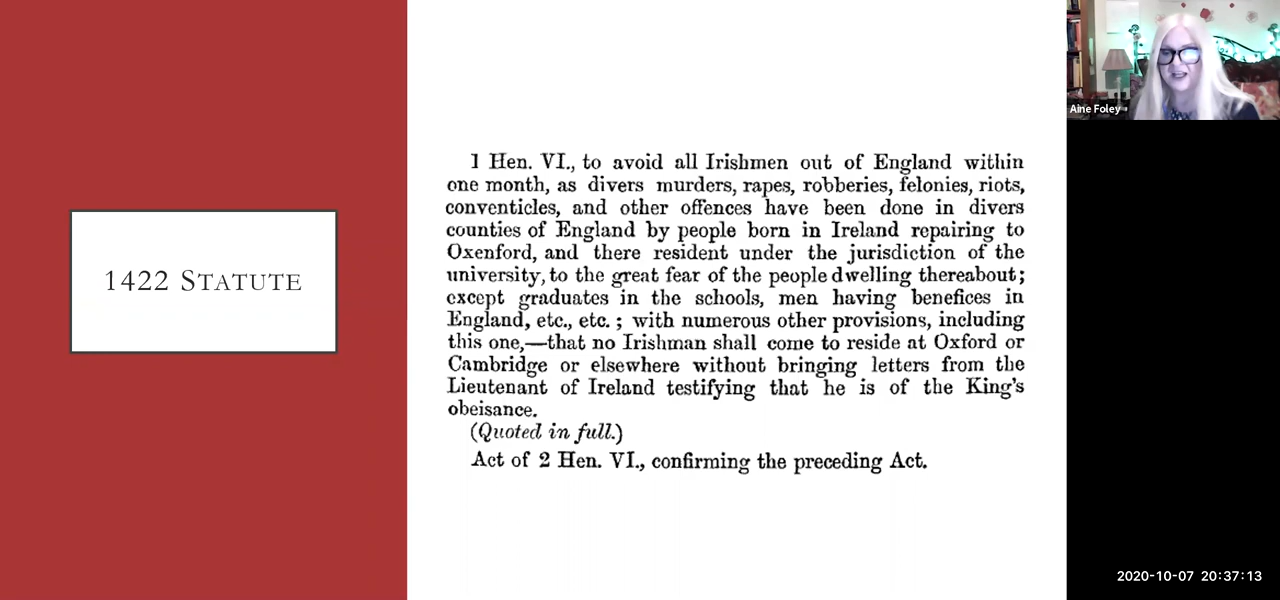 1422 STATUTE
1 Hen. VI., to avoid all Irishmen out of England within
one month, as divers murders, rapes, robberies, felonies, riots,
conventicles, and other offences have been done in divers
counties of England by people born in Ireland repairing to
Oxenford, and there resident under the jurisdiction of the
university, to the great fear of the people dwelling thereabout;
except graduates in the schools, men having benefices in
England, etc., etc.; with numerous other provisions, including
this one,—that no Irishman shall come to reside at Oxford or
Cambridge or elsewhere without bringing letters from the
Lieutenant of Ireland testifying that he is of the King's
obeisance.
(Quoted in full.)
Act of 2 Hen. VI., confirming the preceding Act.
Aine Foley
2020-10-07 20:37:13